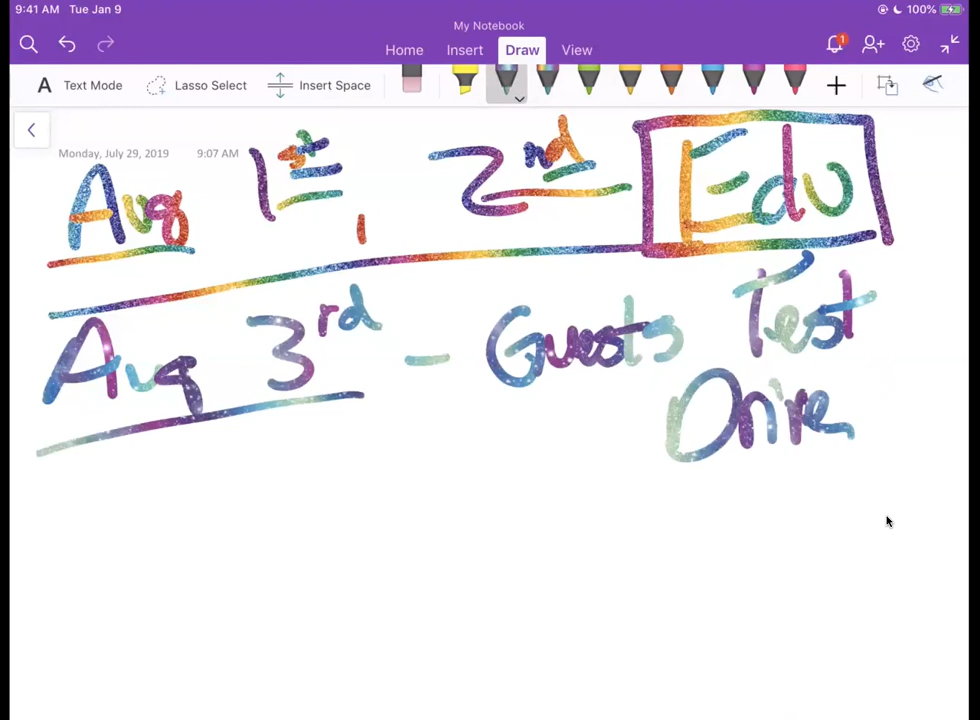 9:41 AM Tue Jan 9 100%
My Notebook
Home Insert Draw View 1
A Text Mode Lasso Select Insert Space
Monday, July 29, 2019 9:07 AM
Aug 1st, 2nd Edu
Aug 3rd - Guests Test
Drive